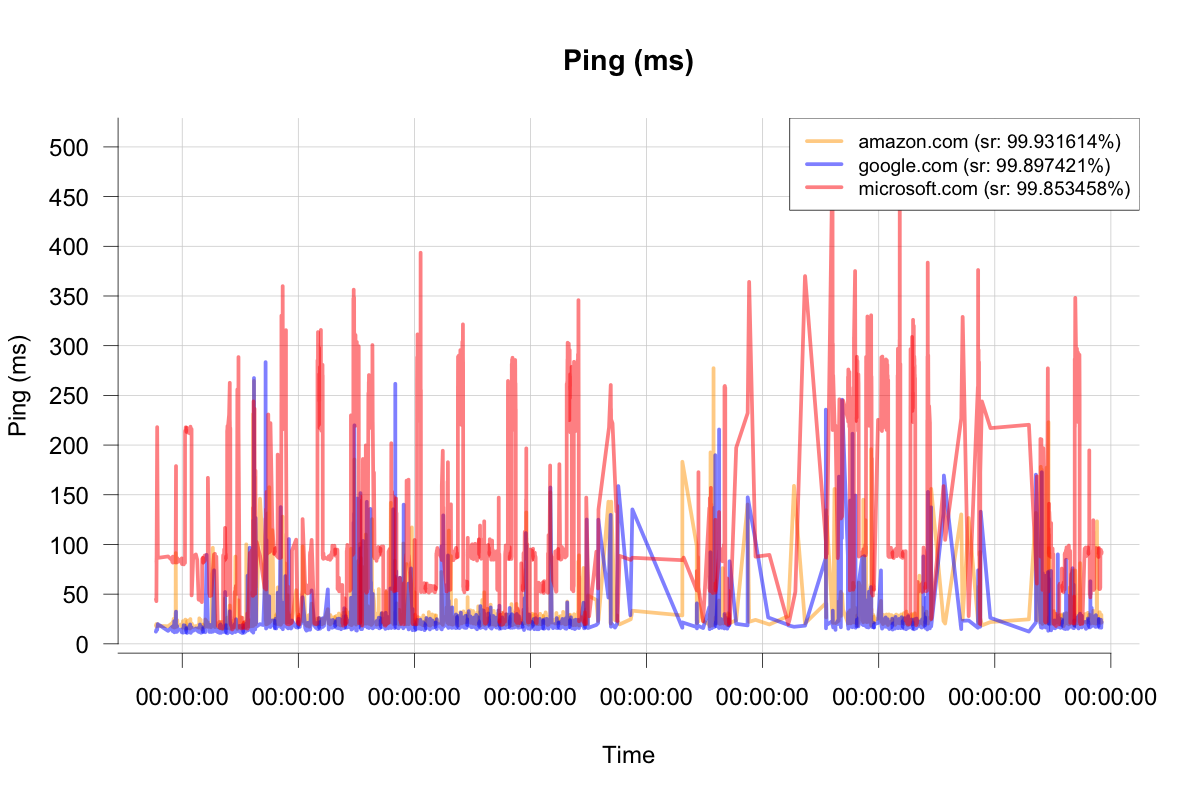 Ping (ms)
amazon.com (sr: 99.931614%)
google.com (sr: 99.897421%)
microsoft.com (sr: 99.853458%)
500
450
400
350
300
250
200
150
100
50
0
Ping (ms)
00:00:00 00:00:00 00:00:00 00:00:00 00:00:00 00:00:00 00:00:00 00:00:00 00:00:00
Time